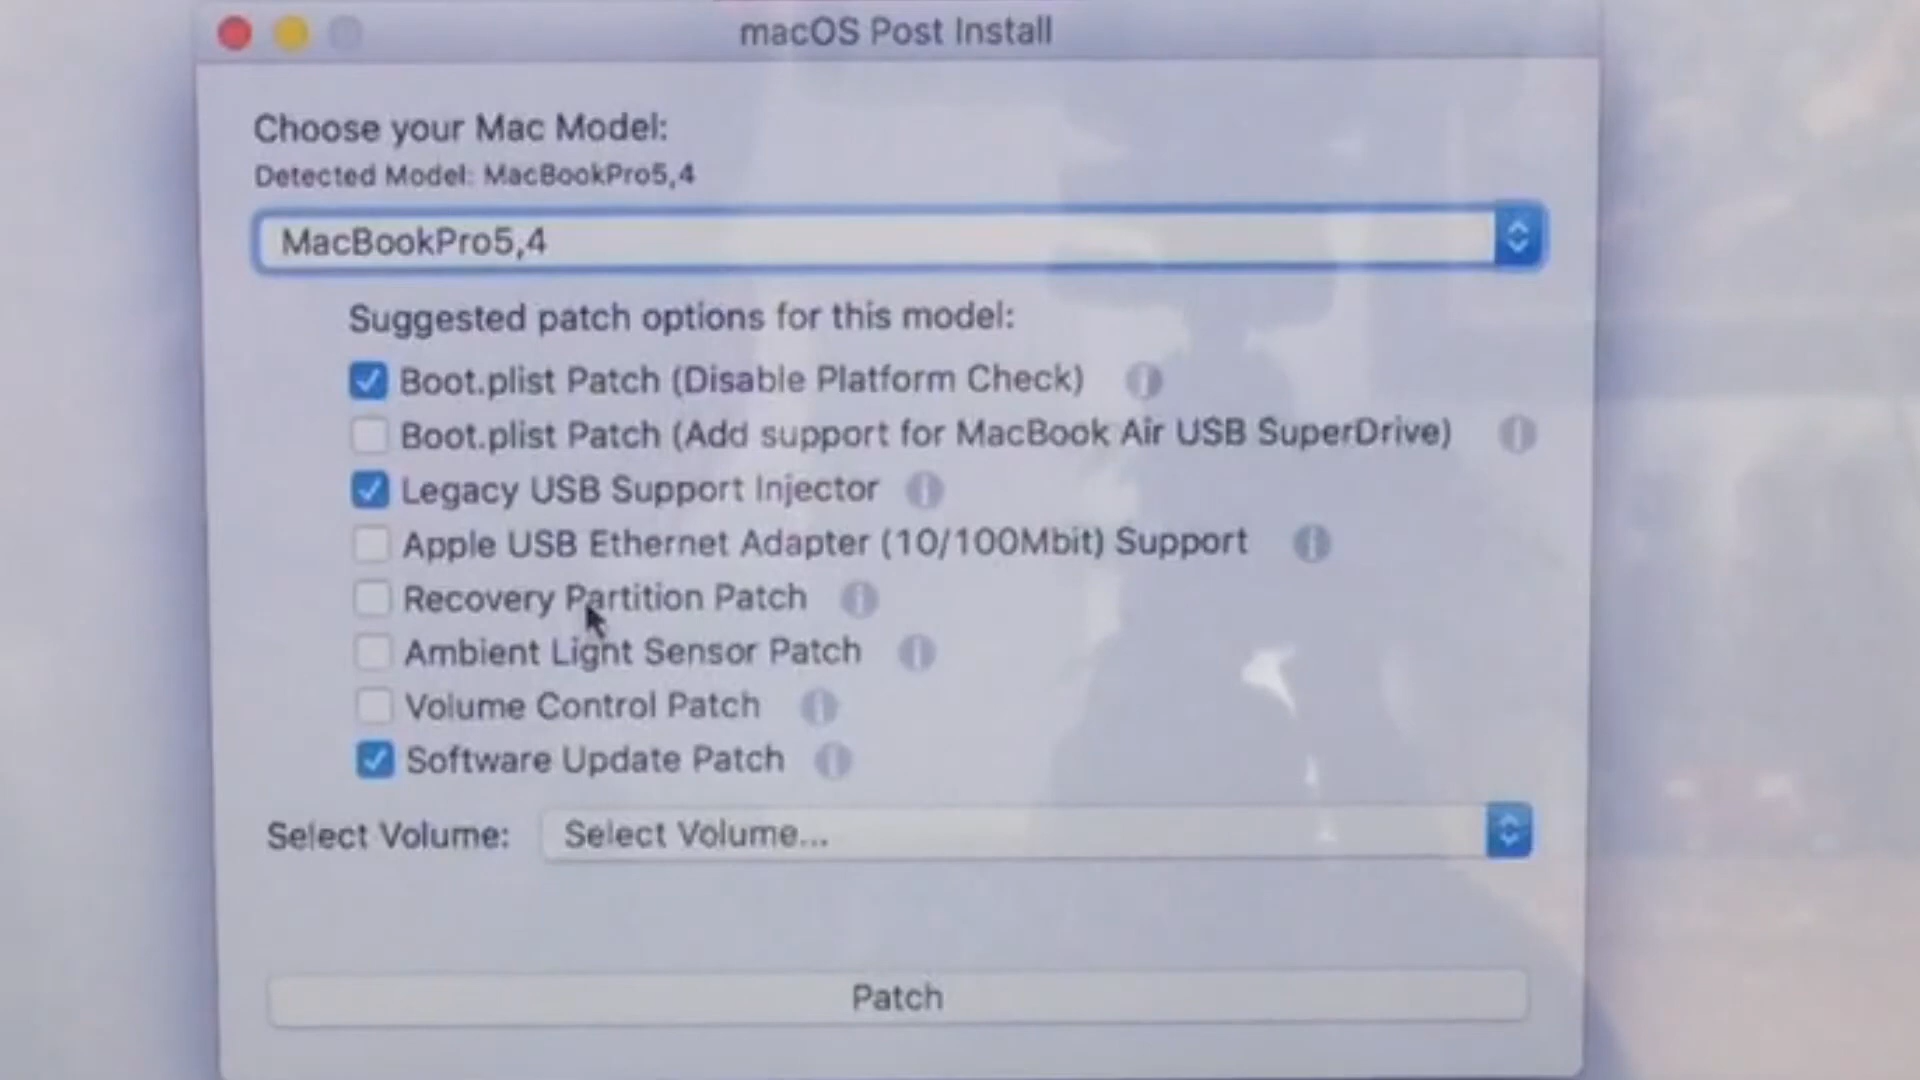 macOS Post Install
Choose your Mac Model:
Detected Model: MacBookPro5,4
MacBookPro5,4
Suggested patch options for this model:
Boot.plist Patch (Disable Platform Check)
Boot.plist Patch (Add support for MacBook Air USB SuperDrive)
Legacy USB Support Injector
Apple USB Ethernet Adapter (10/100Mbit) Support
Recovery Partition Patch
Ambient Light Sensor Patch
Volume Control Patch
Software Update Patch
Select Volume: Select Volume...
Patch